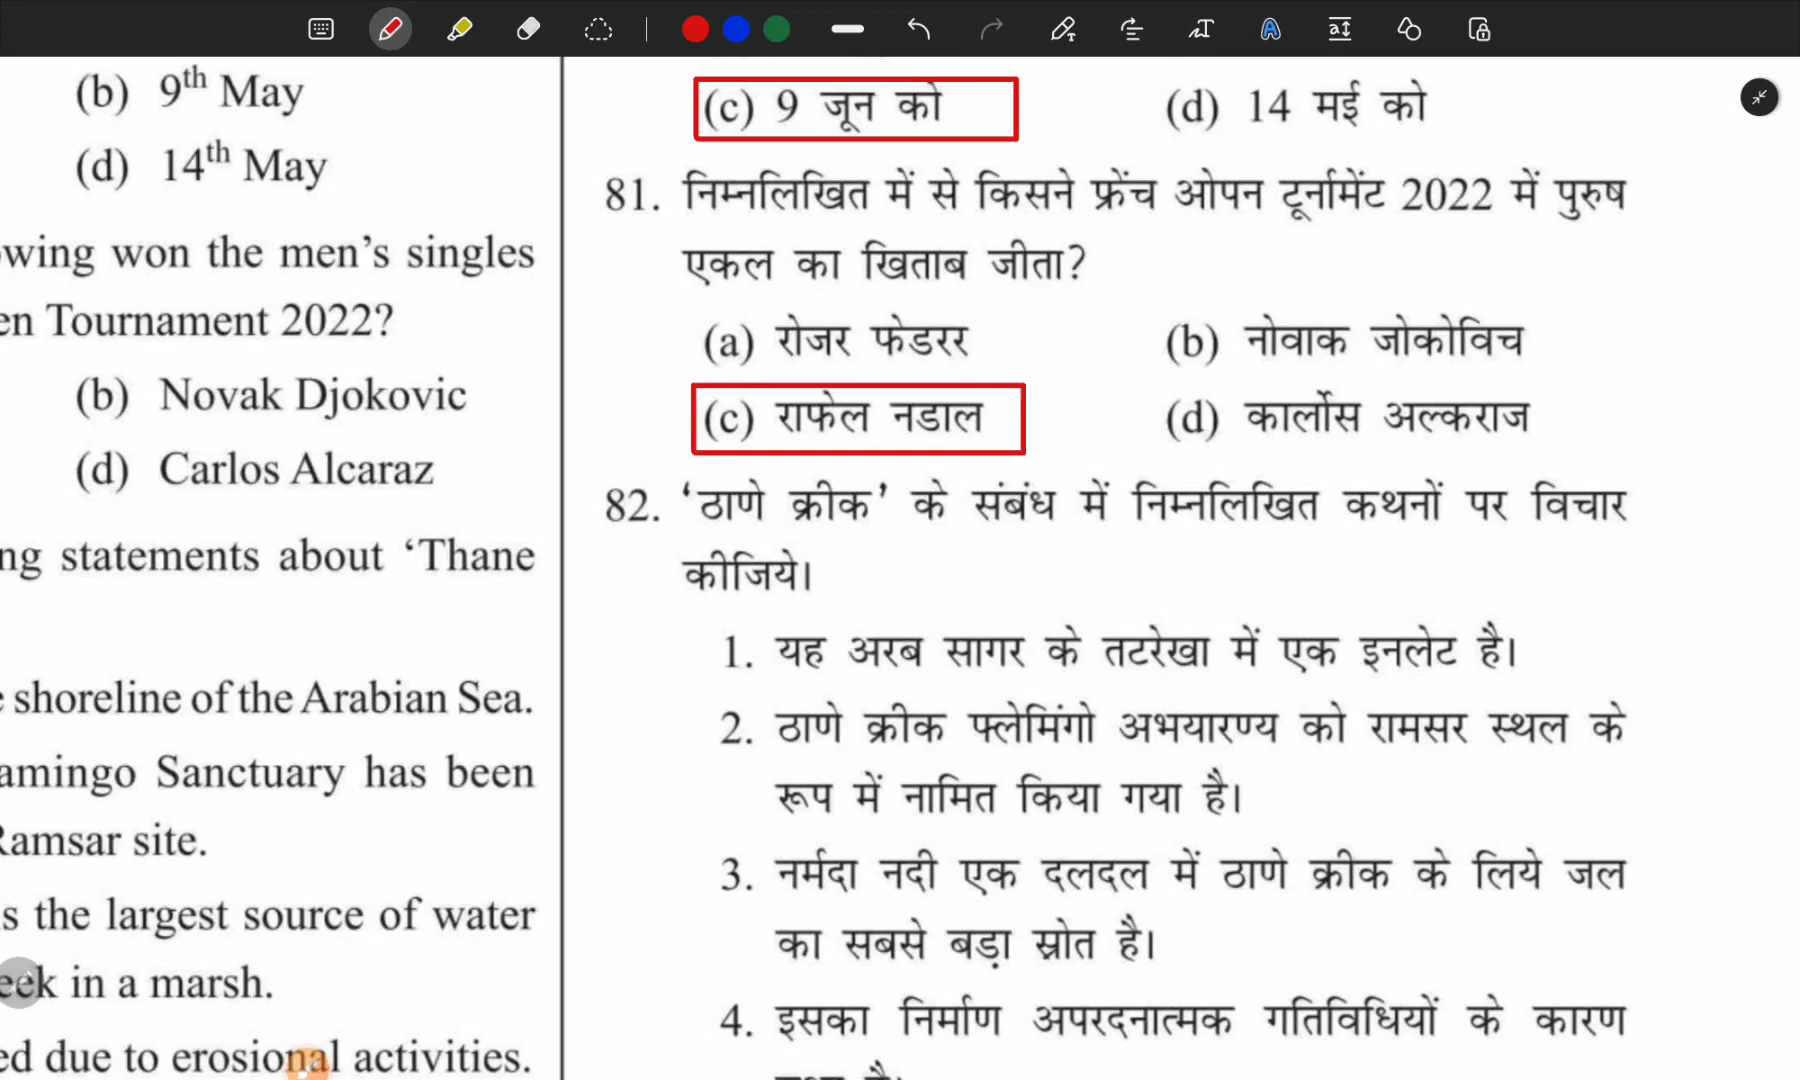 (b) 9th May
(d) 14th May
wing won the men's singles
en Tournament 2022?
(b) Novak Djokovic
(d) Carlos Alcaraz
ng statements about 'Thane
shoreline of the Arabian Sea.
amingo Sanctuary has been
Ramsar site.
s the largest source of water
eek in a marsh.
ed due to erosional activities.
(c) 9 जून को (d) 14 मई को
81. निम्नलिखित में से किसने फ्रेंच ओपन टूर्नामेंट 2022 में पुरुष
एकल का खिताब जीता?
(a) रोजर फेडरर (b) नोवाक जोकोविच
(c) राफेल नडाल (d) कार्लोस अल्कराज
82. 'ठाणे क्रीक' के संबंध में निम्नलिखित कथनों पर विचार
कीजिये।
1. यह अरब सागर के तटरेखा में एक इनलेट है।
2. ठाणे क्रीक फ्लेमिंगो अभयारण्य को रामसर स्थल के
रूप में नामित किया गया है।
3. नर्मदा नदी एक दलदल में ठाणे क्रीक के लिये जल
का सबसे बड़ा स्रोत है।
4. इसका निर्माण अपरदनात्मक गतिविधियों के कारण